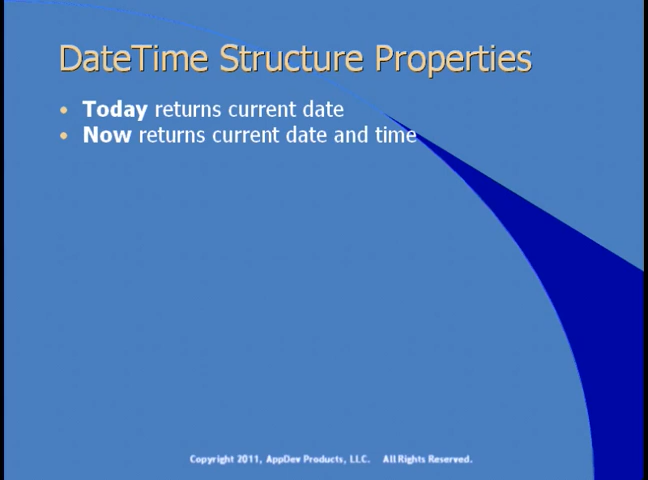 DateTime Structure Properties
• Today returns current date
• Now returns current date and time
Copyright 2011, AppDev Products, LLC. All Rights Reserved.